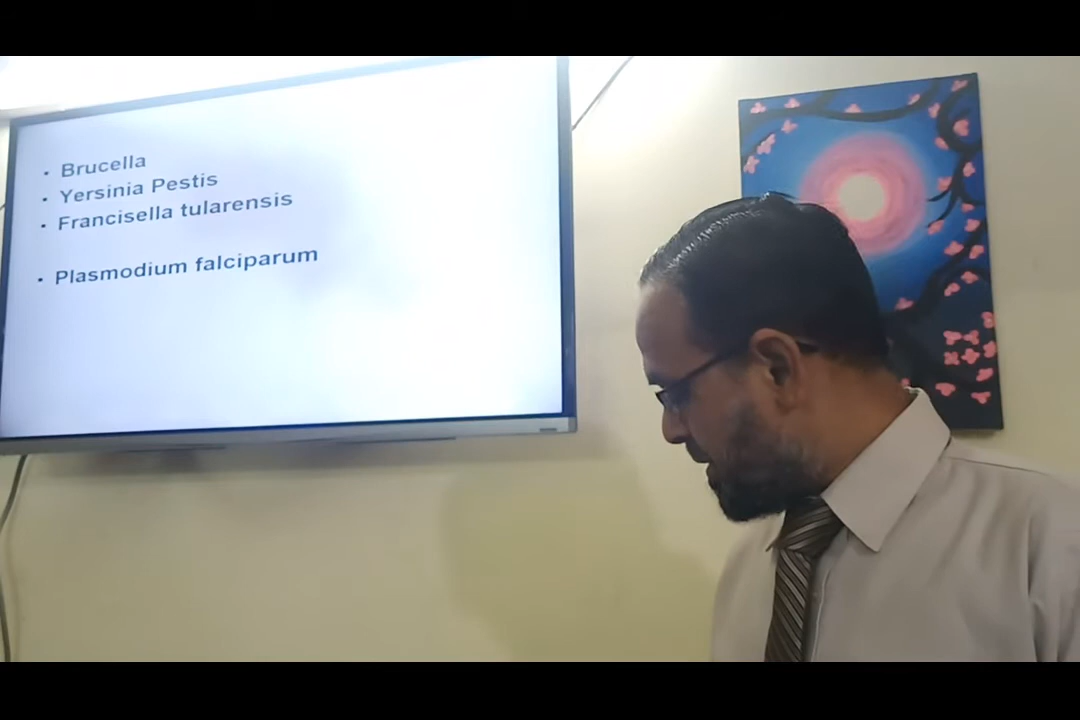 • Brucella
• Yersinia Pestis
• Francisella tularensis
• Plasmodium falciparum